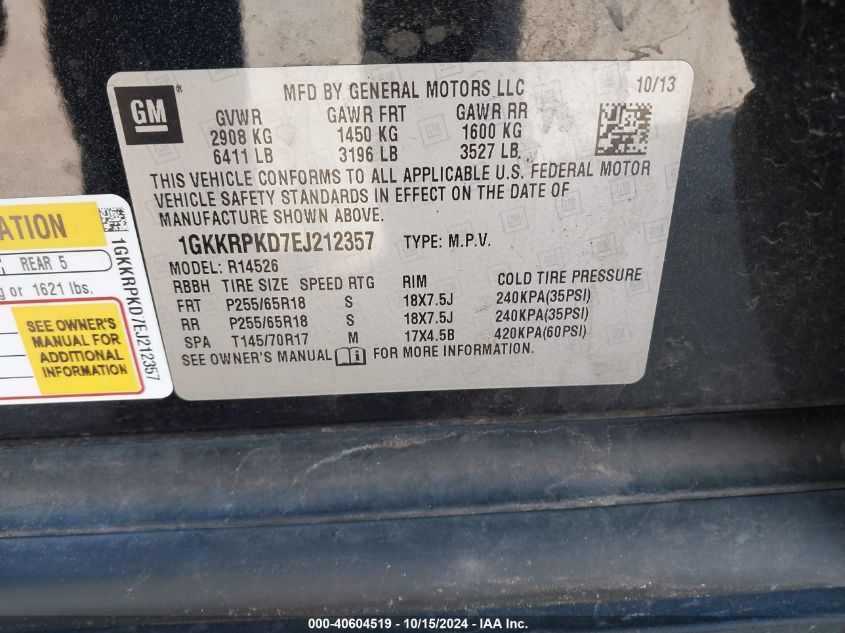 GM
®
MFD BY GENERAL MOTORS LLC 10/13
GVWR GAWR FRT GAWR RR
2908 KG 1450 KG 1600 KG
6411 LB 3196 LB 3527 LB
THIS VEHICLE CONFORMS TO ALL APPLICABLE U.S. FEDERAL MOTOR
VEHICLE SAFETY STANDARDS IN EFFECT ON THE DATE OF
MANUFACTURE SHOWN ABOVE.
1GKKRPKD7EJ212357 TYPE: M.P.V.
MODEL: R14526
RBBH TIRE SIZE SPEED RTG RIM COLD TIRE PRESSURE
FRT P255/65R18 S 18X7.5J 240KPA(35PSI)
RR P255/65R18 S 18X7.5J 240KPA(35PSI)
SPA T145/70R17 M 17X4.5B 420KPA(60PSI)
SEE OWNER'S MANUAL FOR MORE INFORMATION.
ATION
REAR 5
or 1621 lbs.
SEE OWNER'S
MANUAL FOR
ADDITIONAL
INFORMATION
1GKKRPKD7EJ212357
000-40604519 - 10/15/2024 - Copyright © 2024 IAA, LLC.